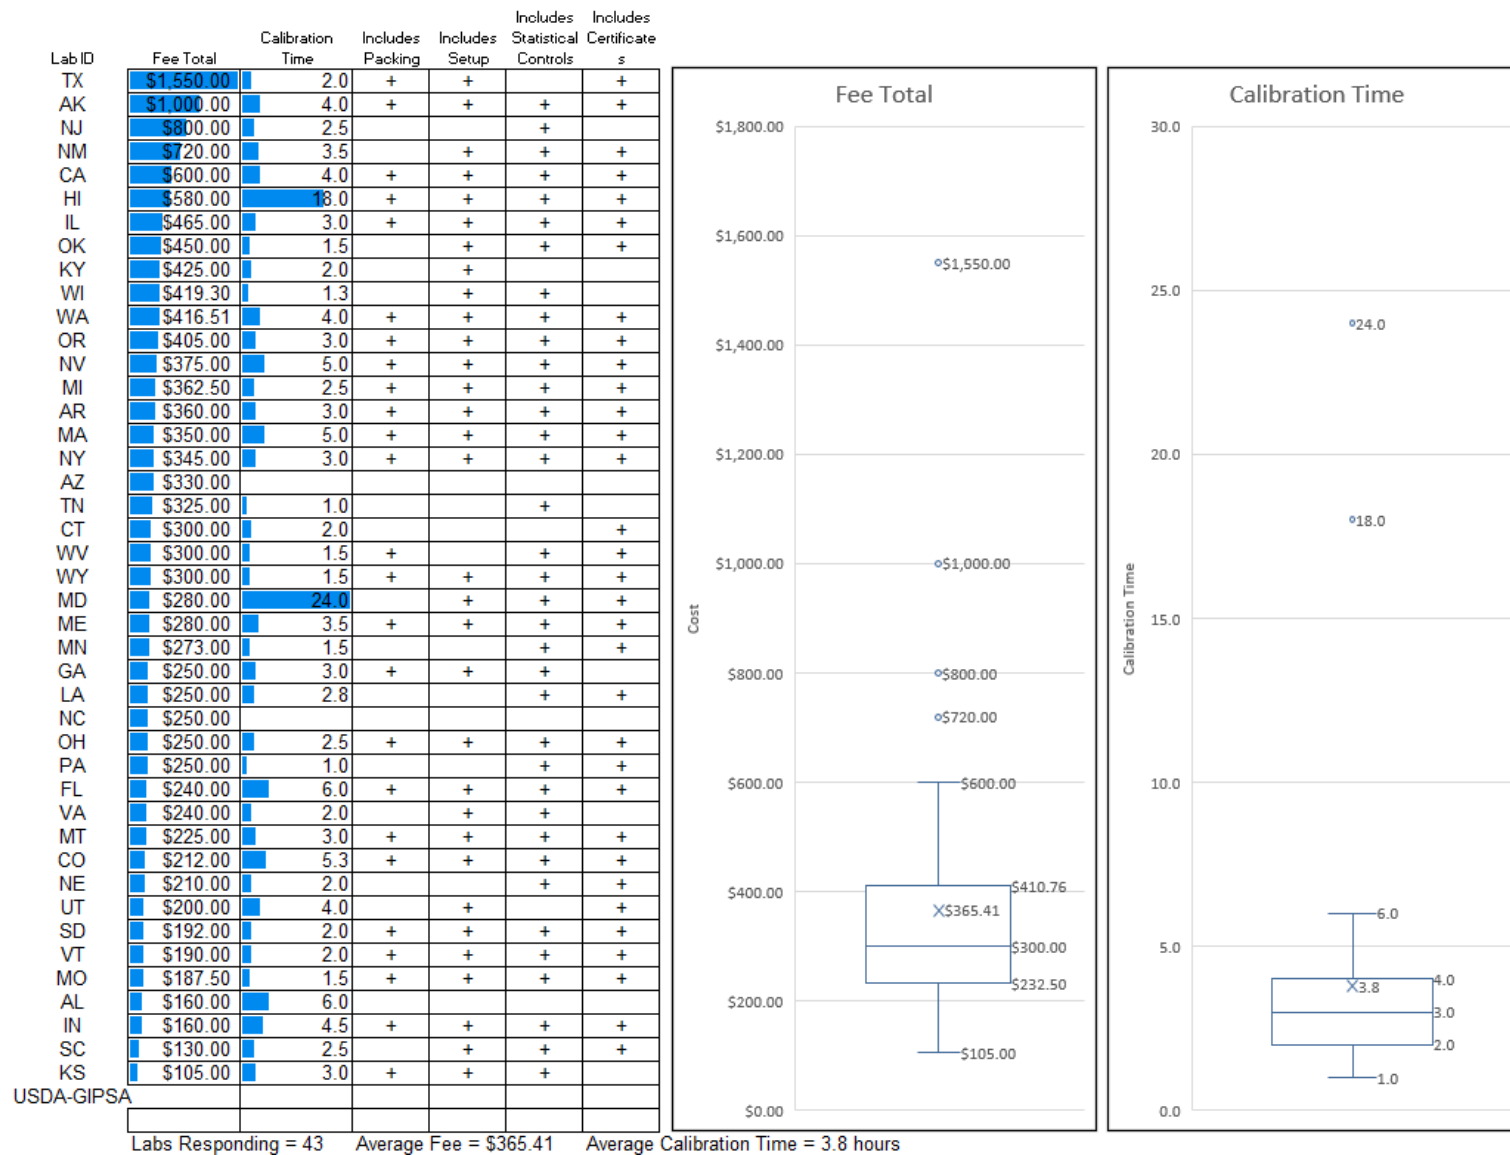 Lab ID Fee Total Calibration Time Includes Packing Includes Setup Includes Statistical Controls Includes Certificate s
TX $1,550.00 2.0 + + +
AK $1,000.00 4.0 + + + +
NJ $800.00 2.5 +
NM $720.00 3.5 + + +
CA $600.00 4.0 + + + +
HI $580.00 18.0 + + + +
IL $465.00 3.0 + + + +
OK $450.00 1.5 + + +
KY $425.00 2.0 +
WI $419.30 1.3 + +
WA $416.51 4.0 + + + +
OR $405.00 3.0 + + + +
NV $375.00 5.0 + + + +
MI $362.50 2.5 + + + +
AR $360.00 3.0 + + + +
MA $350.00 5.0 + + + +
NY $345.00 3.0 + + + +
AZ $330.00
TN $325.00 1.0 +
CT $300.00 2.0 +
WV $300.00 1.5 + + +
WY $300.00 1.5 + + + +
MD $280.00 24.0 + + +
ME $280.00 3.5 + + + +
MN $273.00 1.5 + +
GA $250.00 3.0 + + +
LA $250.00 2.8 + +
NC $250.00
OH $250.00 2.5 + + + +
PA $250.00 1.0 + +
FL $240.00 6.0 + + + +
VA $240.00 2.0 + +
MT $225.00 3.0 + + + +
CO $212.00 5.3 + + + +
NE $210.00 2.0 + +
UT $200.00 4.0 + +
SD $192.00 2.0 + + + +
VT $190.00 2.0 + + + +
MO $187.50 1.5 + + + +
AL $160.00 6.0
IN $160.00 4.5 + + + +
SC $130.00 2.5 + + +
KS $105.00 3.0 + + +
USDA-GIPSA
Labs Responding = 43 Average Fee = $365.41 Average Calibration Time = 3.8 hours
Fee Total
Cost
$1,800.00
$1,600.00
$1,400.00
$1,200.00
$1,000.00
$800.00
$600.00
$400.00
$200.00
$0.00
$1,550.00
$1,000.00
$800.00
$720.00
$600.00
$410.76
$365.41
$300.00
$232.50
$105.00
Calibration Time
Calibration Time
30.0
25.0
20.0
15.0
10.0
5.0
0.0
24.0
18.0
6.0
4.0
3.8
3.0
2.0
1.0